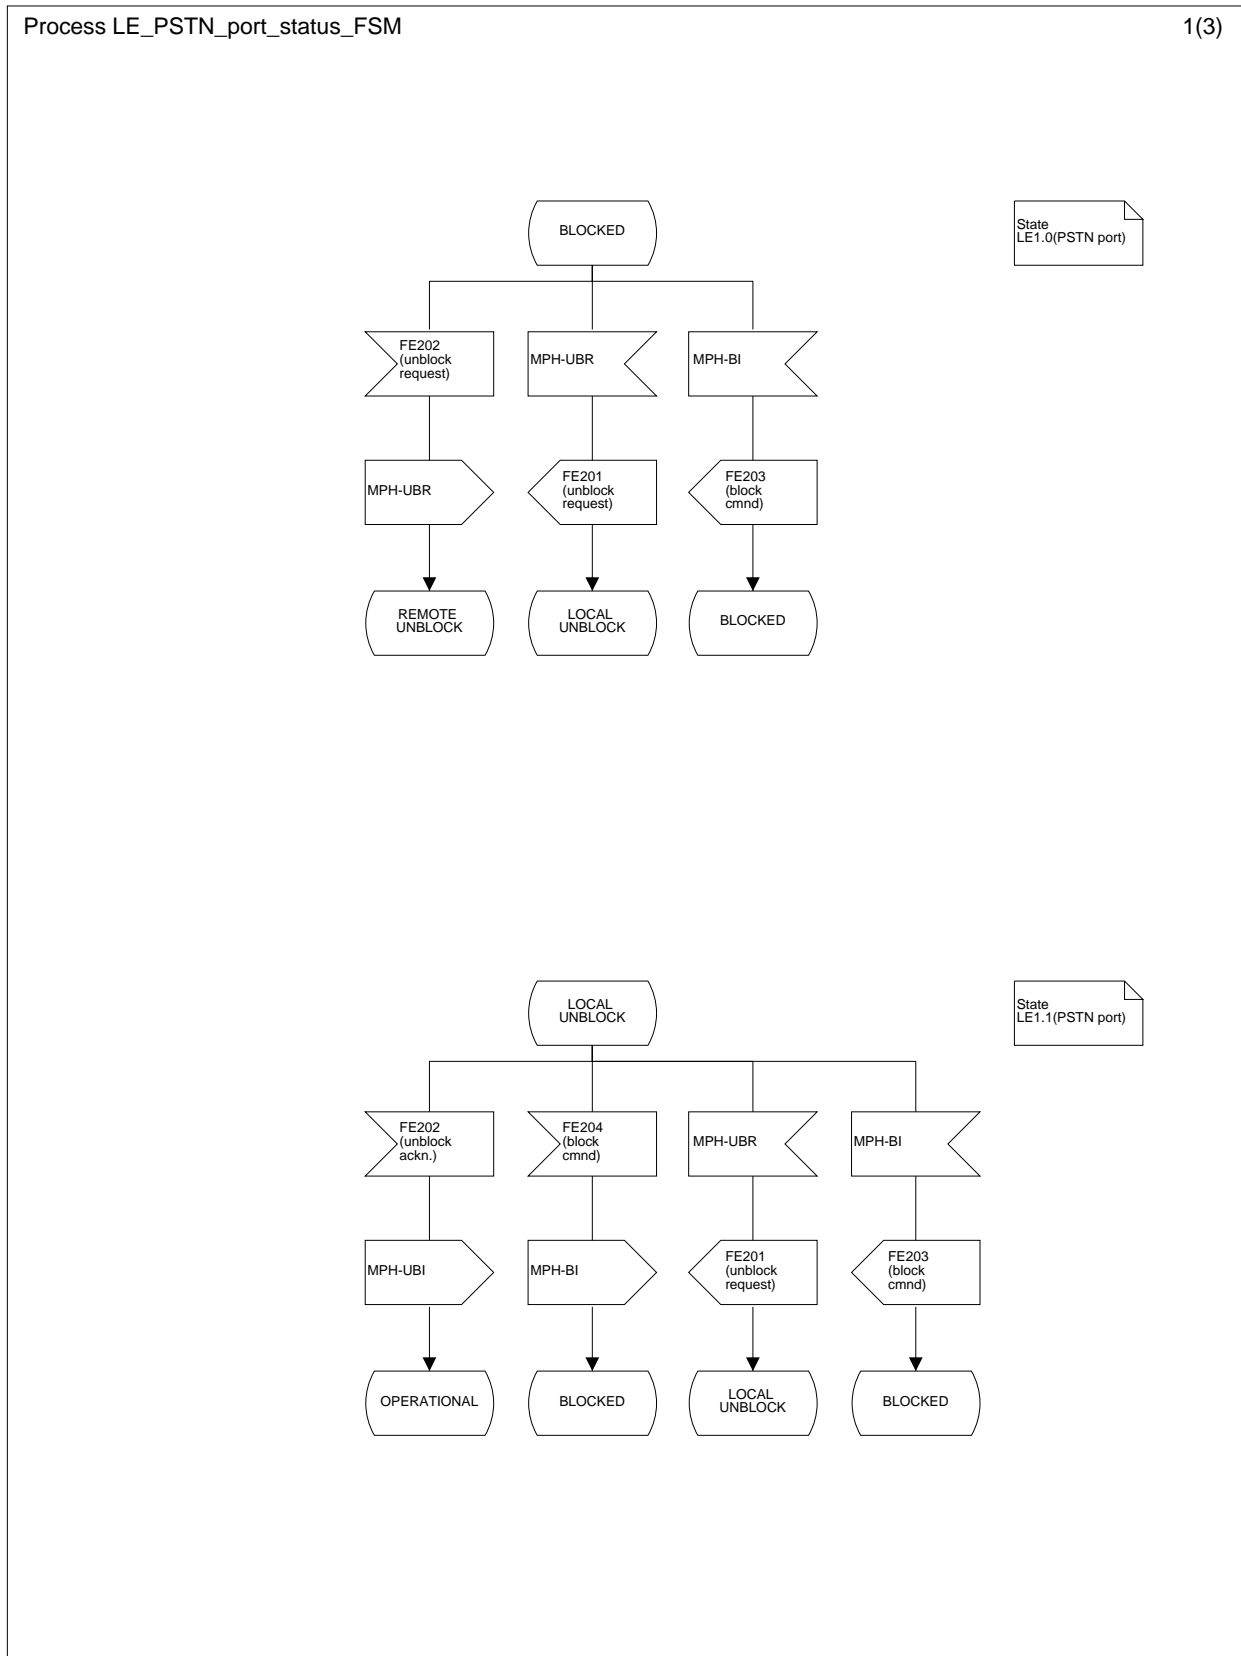 Process LE_PSTN_port_status_FSM
1(3)
BLOCKED
State
LE1.0(PSTN port)
FE202
(unblock
request)
MPH-UBR
MPH-BI
MPH-UBR
FE201
(unblock
request)
FE203
(block
cmnd)
REMOTE
UNBLOCK
LOCAL
UNBLOCK
BLOCKED
LOCAL
UNBLOCK
State
LE1.1(PSTN port)
FE202
(unblock
ackn.)
FE204
(block
cmnd)
MPH-UBR
MPH-BI
MPH-UBI
MPH-BI
FE201
(unblock
request)
FE203
(block
cmnd)
OPERATIONAL
BLOCKED
LOCAL
UNBLOCK
BLOCKED